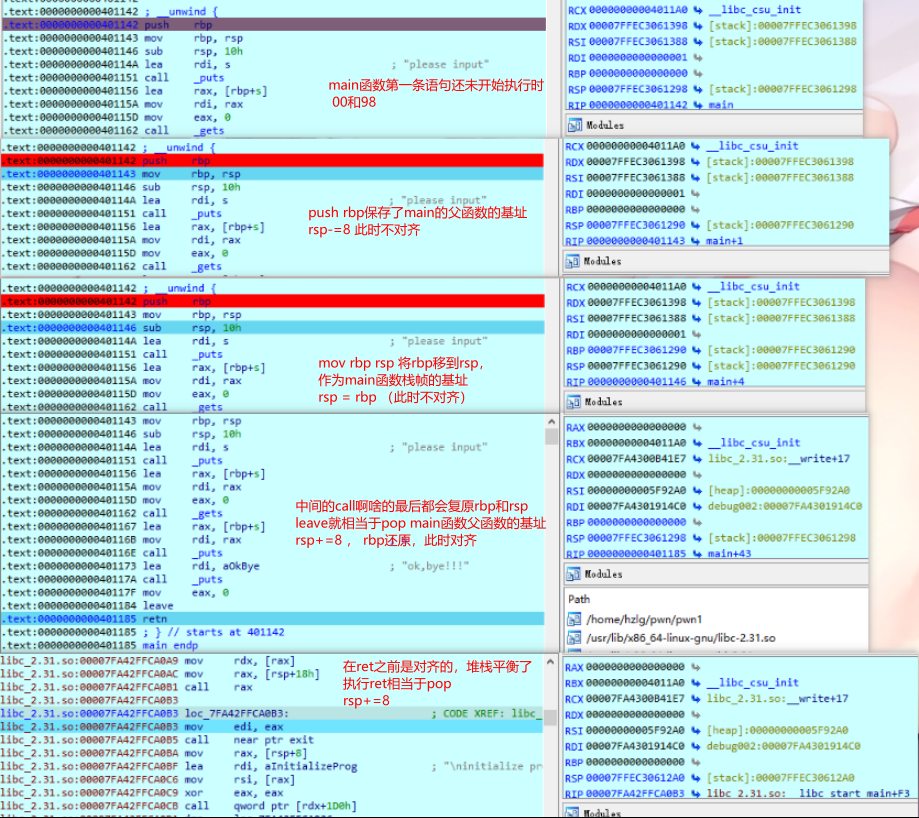 .text:0000000000401142 ; __unwind {
.text:0000000000401142 push    rbp
.text:0000000000401143 mov     rbp, rsp
.text:0000000000401146 sub     rsp, 10h
.text:000000000040114A lea     rdi, s          ; "please input"
.text:0000000000401151 call    _puts
.text:0000000000401156 lea     rax, [rbp+s]
.text:000000000040115A mov     rdi, rax
.text:000000000040115D mov     eax, 0
.text:0000000000401162 call    _gets
main函数第一条语句还未开始执行时
00和98
RCX 00000000004011A0 __libc_csu_init
RDX 00007FFEC3061398 [stack]:00007FFEC3061398
RSI 00007FFEC3061388 [stack]:00007FFEC3061388
RDI 0000000000000001
RBP 0000000000000000
RSP 00007FFEC3061298 [stack]:00007FFEC3061298
RIP 0000000000401142 main
Modules
.text:0000000000401142 ; __unwind {
.text:0000000000401142 push    rbp
.text:0000000000401143 mov     rbp, rsp
.text:0000000000401146 sub     rsp, 10h
.text:000000000040114A lea     rdi, s          ; "please input"
.text:0000000000401151 call    _puts
.text:0000000000401156 lea     rax, [rbp+s]
.text:000000000040115A mov     rdi, rax
.text:000000000040115D mov     eax, 0
.text:0000000000401162 call    _gets
push rbp保存了main的父函数的基址
rsp-=8 此时不对齐
RCX 00000000004011A0 __libc_csu_init
RDX 00007FFEC3061398 [stack]:00007FFEC3061398
RSI 00007FFEC3061388 [stack]:00007FFEC3061388
RDI 0000000000000001
RBP 0000000000000000
RSP 00007FFEC3061290 [stack]:00007FFEC3061290
RIP 0000000000401143 main+1
Modules
.text:0000000000401142 ; __unwind {
.text:0000000000401142 push    rbp
.text:0000000000401143 mov     rbp, rsp
.text:0000000000401146 sub     rsp, 10h
.text:000000000040114A lea     rdi, s          ; "please input"
.text:0000000000401151 call    _puts
.text:0000000000401156 lea     rax, [rbp+s]
.text:000000000040115A mov     rdi, rax
.text:000000000040115D mov     eax, 0
.text:0000000000401162 call    _gets
mov rbp rsp 将rbp移到rsp,
作为main函数栈帧的基址
rsp = rbp （此时不对齐）
RCX 00000000004011A0 __libc_csu_init
RDX 00007FFEC3061398 [stack]:00007FFEC3061398
RSI 00007FFEC3061388 [stack]:00007FFEC3061388
RDI 0000000000000001
RBP 00007FFEC3061290 [stack]:00007FFEC3061290
RSP 00007FFEC3061290 [stack]:00007FFEC3061290
RIP 0000000000401146 main+4
Modules
.text:0000000000401143 mov     rbp, rsp
.text:0000000000401146 sub     rsp, 10h
.text:000000000040114A lea     rdi, s          ; "please input"
.text:0000000000401151 call    _puts
.text:0000000000401156 lea     rax, [rbp+s]
.text:000000000040115A mov     rdi, rax
.text:000000000040115D mov     eax, 0
.text:0000000000401162 call    _gets
.text:0000000000401167 lea     rax, [rbp+s]
.text:000000000040116B mov     rdi, rax
.text:000000000040116E call    _puts
.text:0000000000401173 lea     rdi, aOkBye     ; "ok,bye!!!"
.text:000000000040117A call    _puts
.text:000000000040117F mov     eax, 0
.text:0000000000401184 leave
.text:0000000000401185 retn
.text:0000000000401185 ; } // starts at 401142
.text:0000000000401185 main endp
中间的call啊啥的最后都会复原rbp和rsp
leave就相当于pop main函数父函数的基址
rsp+=8 ， rbp还原，此时对齐
RAX 0000000000000000
RBX 00000000004011A0 __libc_csu_init
RCX 00007FA4300B41E7 libc_2.31.so:__write+17
RDX 0000000000000000
RSI 00000000005F92A0 [heap]:00000000005F92A0
RDI 00007FA4301914C0 debug002:00007FA4301914C0
RBP 0000000000000000
RSP 00007FFEC3061298 [stack]:00007FFEC3061298
RIP 0000000000401185 main+43
Modules
Path
/home/hzlg/pwn/pwn1
/usr/lib/x86_64-linux-gnu/libc-2.31.so
libc_2.31.so:00007FA42FFCA0A9 mov     rdx, [rax]
libc_2.31.so:00007FA42FFCA0AC mov     rax, [rsp+18h]
libc_2.31.so:00007FA42FFCA0B1 call    rax
libc_2.31.so:00007FA42FFCA0B3
libc_2.31.so:00007FA42FFCA0B3 loc_7FA42FFCA0B3:          ; CODE XREF: libc_
libc_2.31.so:00007FA42FFCA0B3 mov     edi, eax
libc_2.31.so:00007FA42FFCA0B5 call    near ptr exit
libc_2.31.so:00007FA42FFCA0BA mov     rax, [rsp+8]
libc_2.31.so:00007FA42FFCA0BF lea     rdi, aInitializeProg     ; "\ninitialize pr
libc_2.31.so:00007FA42FFCA0C6 mov     rsi, [rax]
libc_2.31.so:00007FA42FFCA0C9 xor     eax, eax
libc_2.31.so:00007FA42FFCA0CB call    qword ptr [rdx+1D0h]
在ret之前是对齐的，堆栈平衡了
执行ret相当于pop
rsp+=8
RAX 0000000000000000
RBX 00000000004011A0 __libc_csu_init
RCX 00007FA4300B41E7 libc_2.31.so:__write+17
RDX 0000000000000000
RSI 00000000005F92A0 [heap]:00000000005F92A0
RDI 00007FA4301914C0 debug002:00007FA4301914C0
RBP 0000000000000000
RSP 00007FFEC30612A0 [stack]:00007FFEC30612A0
RIP 00007FA42FFCA0B3 libc_2.31.so:__libc_start_main+F3
Modules